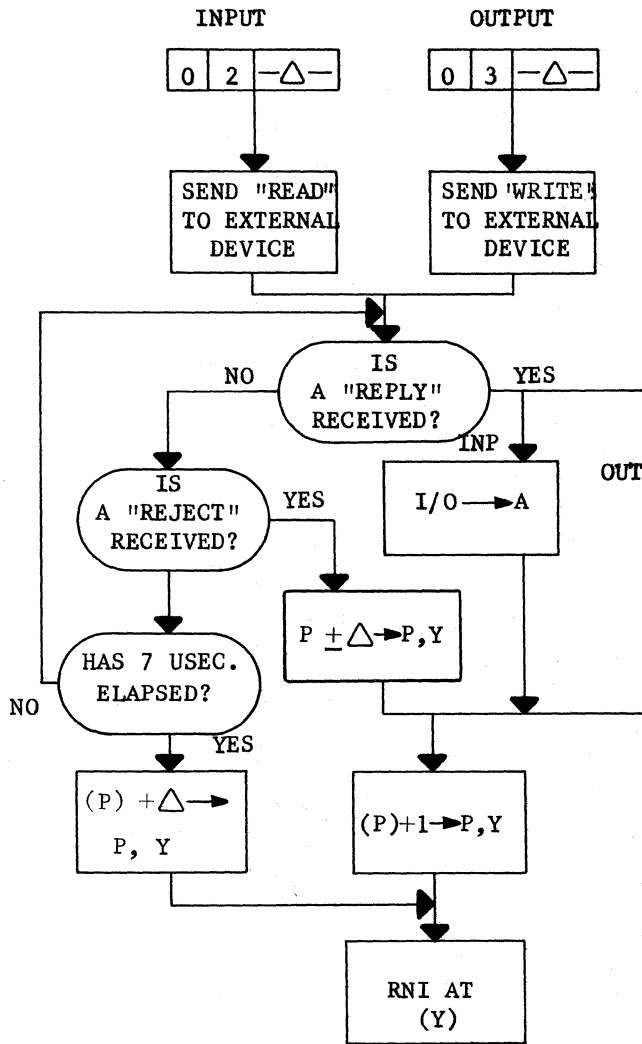 INPUT
OUTPUT
0 2 —△—
0 3 —△—
SEND "READ"
TO EXTERNAL
DEVICE
SEND 'WRITE'
TO EXTERNAL
DEVICE
IS
A "REPLY"
RECEIVED?
NO
YES
INP
OUT
IS
A "REJECT"
RECEIVED?
YES
I/O → A
P ± △ → P, Y
HAS 7 USEC.
ELAPSED?
NO
YES
(P) + △ →
P, Y
(P)+1 → P, Y
RNI AT
(Y)